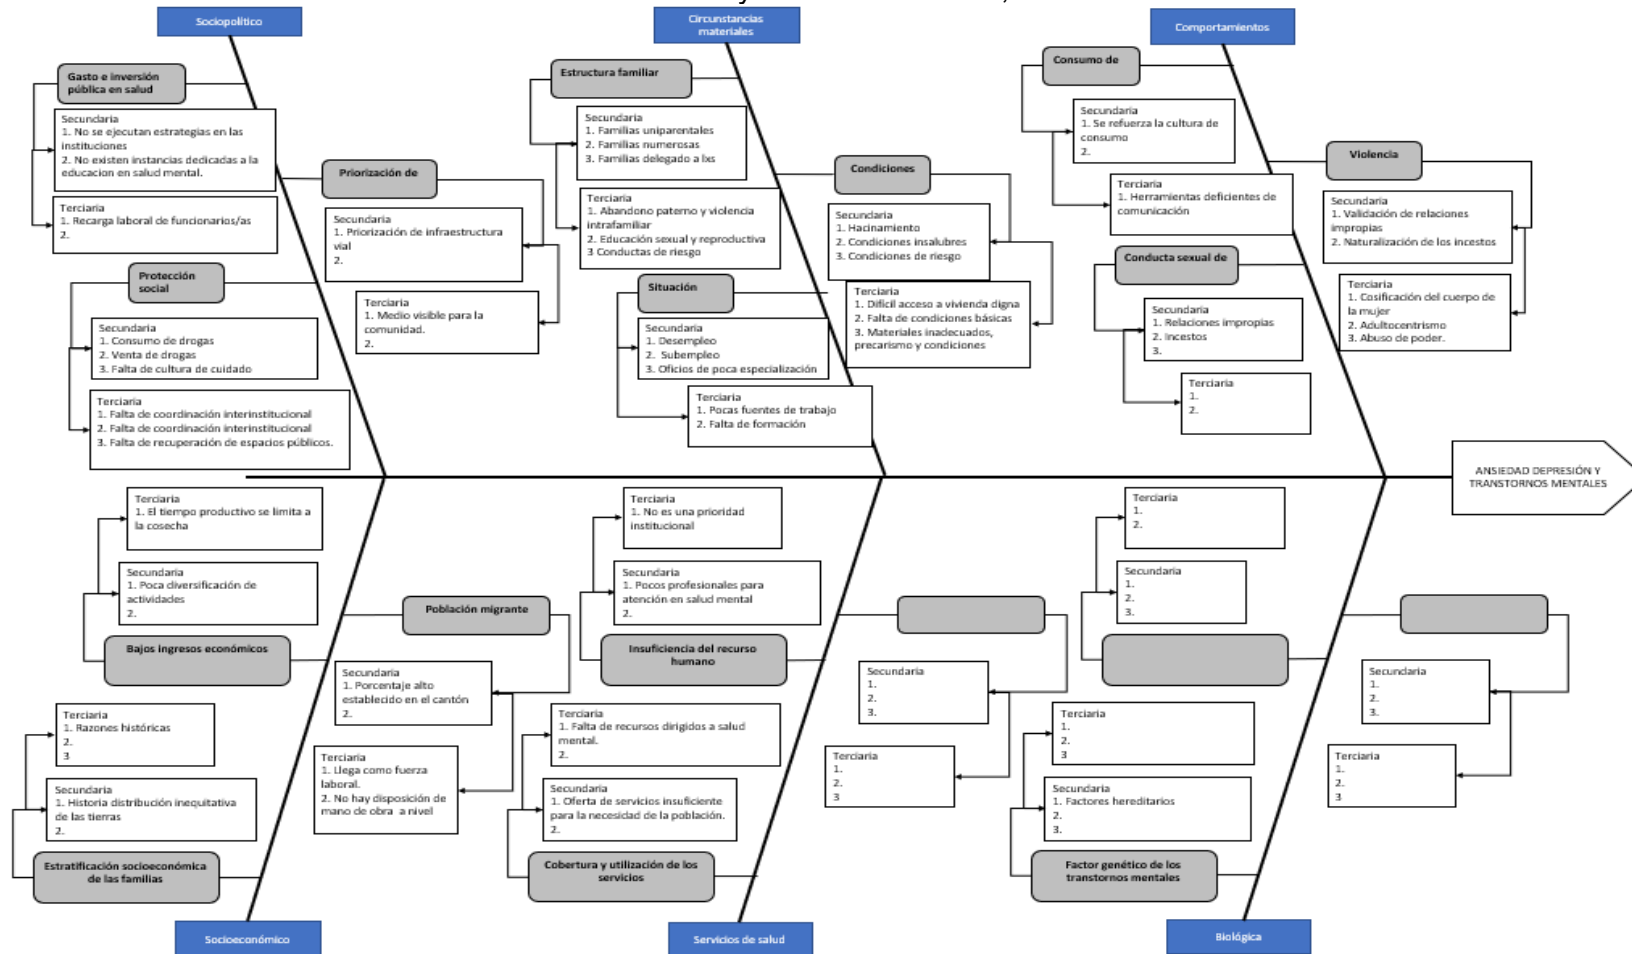 Sociopolítico
Gasto e inversión
pública en salud
Secundaria
1. No se ejecutan estrategias en las
instituciones
2. No existen instancias dedicadas a la
educacion en salud mental.
Terciaria
1. Recarga laboral de funcionarios/as
2.
Priorización de
Secundaria
1. Priorización de infraestructura
vial
2.
Terciaria
1. Medio visible para la
comunidad.
2.
Protección
social
Secundaria
1. Consumo de drogas
2. Venta de drogas
3. Falta de cultura de cuidado
Terciaria
1. Falta de coordinación interinstitucional
2. Falta de coordinación interinstitucional
3. Falta de recuperación de espacios públicos.
Circunstancias
materiales
Estructura familiar
Secundaria
1. Familias uniparentales
2. Familias numerosas
3. Familias delegado a lxs
Terciaria
1. Abandono paterno y violencia
intrafamiliar
2. Educación sexual y reproductiva
3 Conductas de riesgo
Condiciones
Secundaria
1. Hacinamiento
2. Condiciones insalubres
3. Condiciones de riesgo
Terciaria
1. Difícil acceso a vivienda digna
2. Falta de condiciones básicas
3. Materiales inadecuados,
precarismo y condiciones
Situación
Secundaria
1. Desempleo
2. Subempleo
3. Oficios de poca especialización
Terciaria
1. Pocas fuentes de trabajo
2. Falta de formación
Comportamientos
Consumo de
Secundaria
1. Se refuerza la cultura de
consumo
2.
Terciaria
1. Herramientas deficientes de
comunicación
Violencia
Secundaria
1. Validación de relaciones
impropias
2. Naturalización de los incestos
Terciaria
1. Cosificación del cuerpo de
la mujer
2. Adultocentrismo
3. Abuso de poder.
Conducta sexual de
Secundaria
1. Relaciones impropias
2. Incestos
3.
Terciaria
1.
2.
ANSIEDAD DEPRESIÓN Y
TRANSTORNOS MENTALES
Terciaria
1. El tiempo productivo se limita a
la cosecha
Secundaria
1. Poca diversificación de
actividades
2.
Bajos ingresos económicos
Población migrante
Secundaria
1. Porcentaje alto
establecido en el cantón
2.
Terciaria
1. Llega como fuerza
laboral.
2. No hay disposición de
mano de obra a nivel
Terciaria
1. Razones históricas
2.
3
Secundaria
1. Historia distribución inequitativa
de las tierras
2.
Estratificación socioeconómica
de las familias
Socioeconómico
Terciaria
1. No es una prioridad
institucional
Secundaria
1. Pocos profesionales para
atención en salud mental
2.
Insuficiencia del recurso
humano
Secundaria
1.
2.
3.
Terciaria
1.
2.
3
Terciaria
1. Falta de recursos dirigidos a salud
mental.
2.
Secundaria
1. Oferta de servicios insuficiente
para la necesidad de la población.
2.
Cobertura y utilización de los
servicios
Servicios de salud
Terciaria
1.
2.
Secundaria
1.
2.
3.
Secundaria
1.
2.
3.
Terciaria
1.
2.
3
Terciaria
1.
2.
3
Secundaria
1. Factores hereditarios
2.
3.
Factor genético de los
transtornos mentales
Biológica